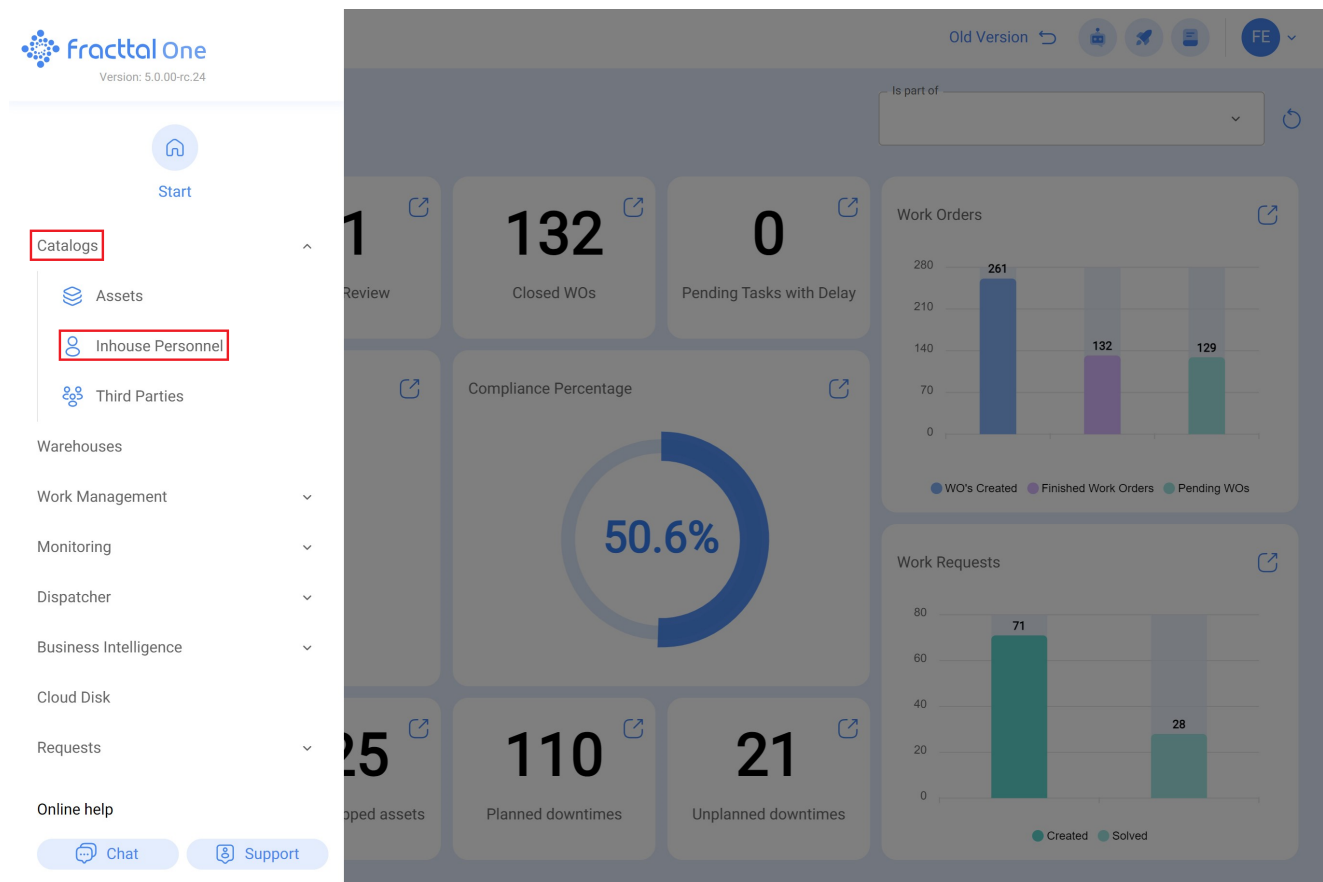 fracttal One
Version: 5.0.00-rc.24
Start
Catalogs
Assets
Inhouse Personnel
Third Parties
Warehouses
Work Management
Monitoring
Dispatcher
Business Intelligence
Cloud Disk
Requests
Online help
Chat
Support
Old Version
FE
Is part of
1
Review
132
Closed WOs
0
Pending Tasks with Delay
Compliance Percentage
50.6%
25
pped assets
110
Planned downtimes
21
Unplanned downtimes
Work Orders
280
261
210
140
132
129
70
0
WO's Created
Finished Work Orders
Pending WOs
Work Requests
80
71
60
40
28
20
0
Created
Solved